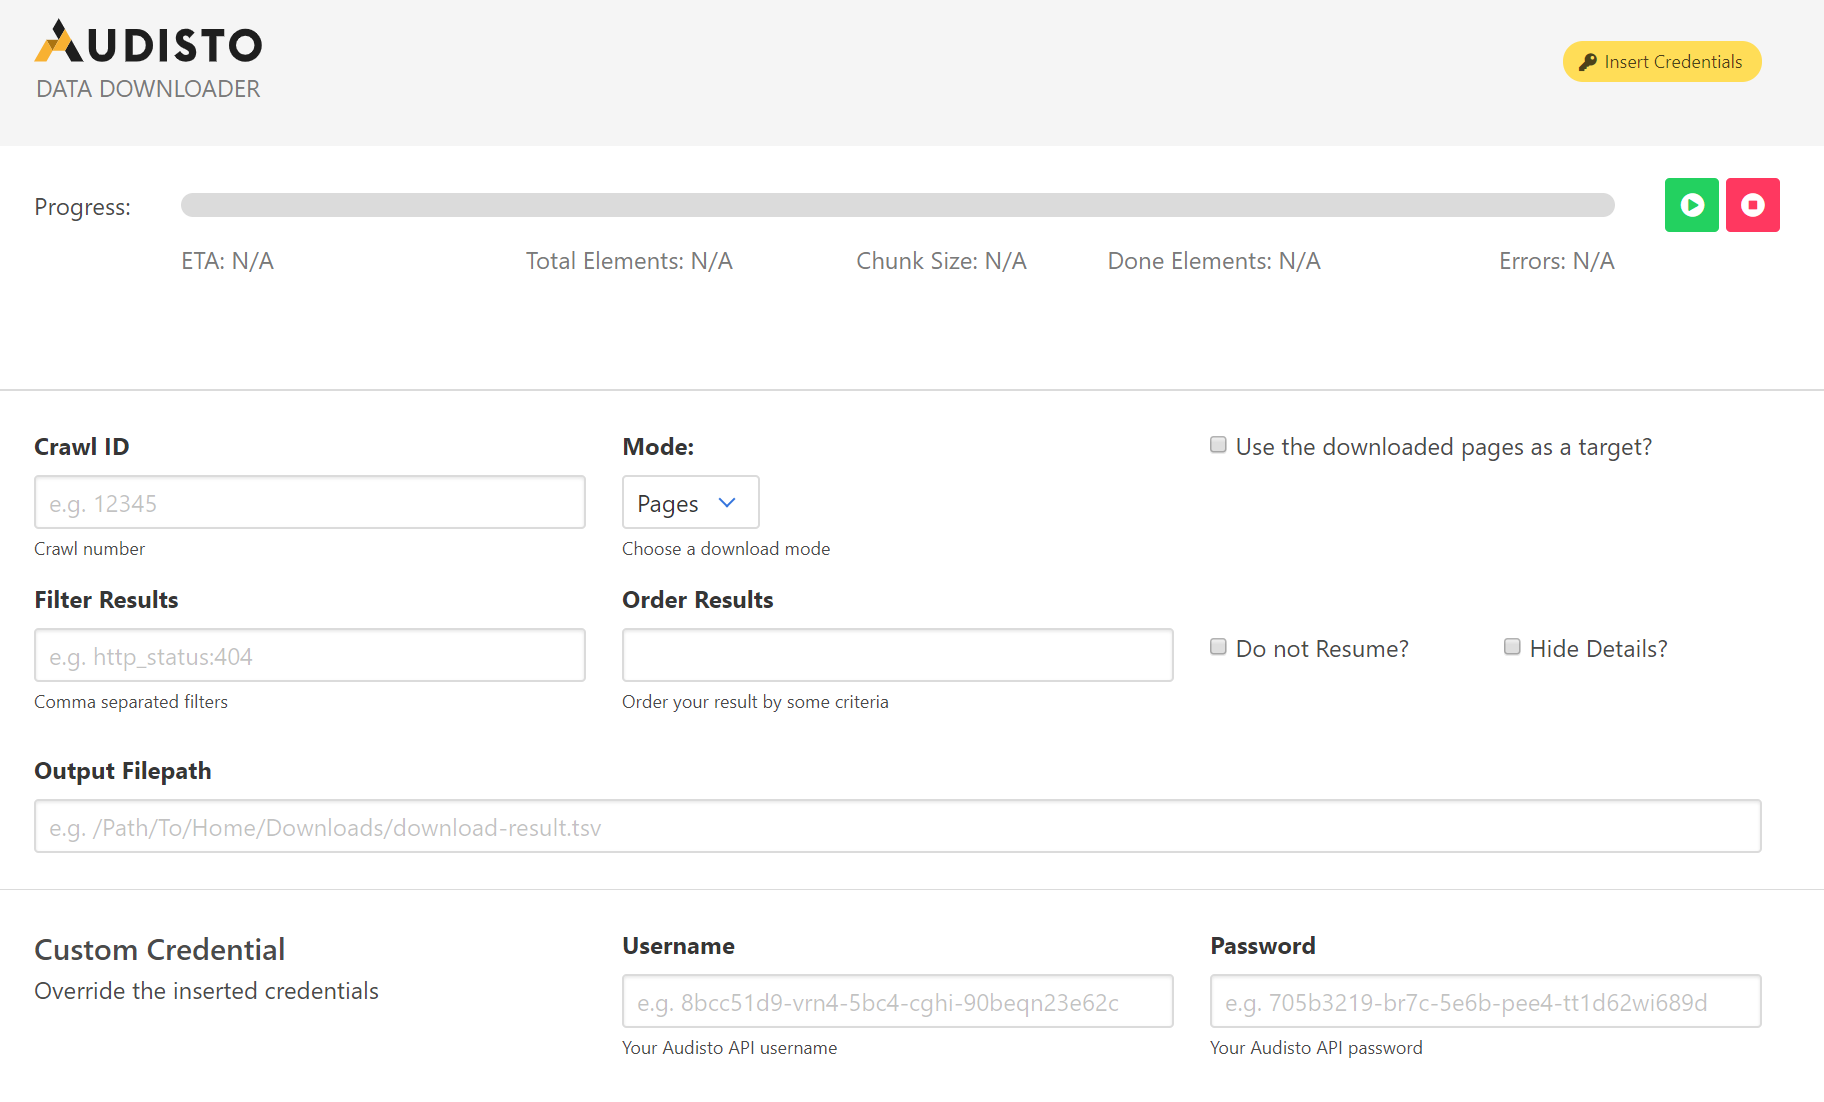 AUDISTO
DATA DOWNLOADER
Insert Credentials
Progress:
ETA: N/A
Total Elements: N/A
Chunk Size: N/A
Done Elements: N/A
Errors: N/A
Crawl ID
e.g. 12345
Crawl number
Mode:
Pages
Choose a download mode
Use the downloaded pages as a target?
Filter Results
e.g. http_status:404
Comma separated filters
Order Results
Order your result by some criteria
Do not Resume?
Hide Details?
Output Filepath
e.g. /Path/To/Home/Downloads/download-result.tsv
Custom Credential
Override the inserted credentials
Username
e.g. 8bcc51d9-vrn4-5bc4-cghi-90beqn23e62c
Your Audisto API username
Password
e.g. 705b3219-br7c-5e6b-pee4-tt1d62wi689d
Your Audisto API password